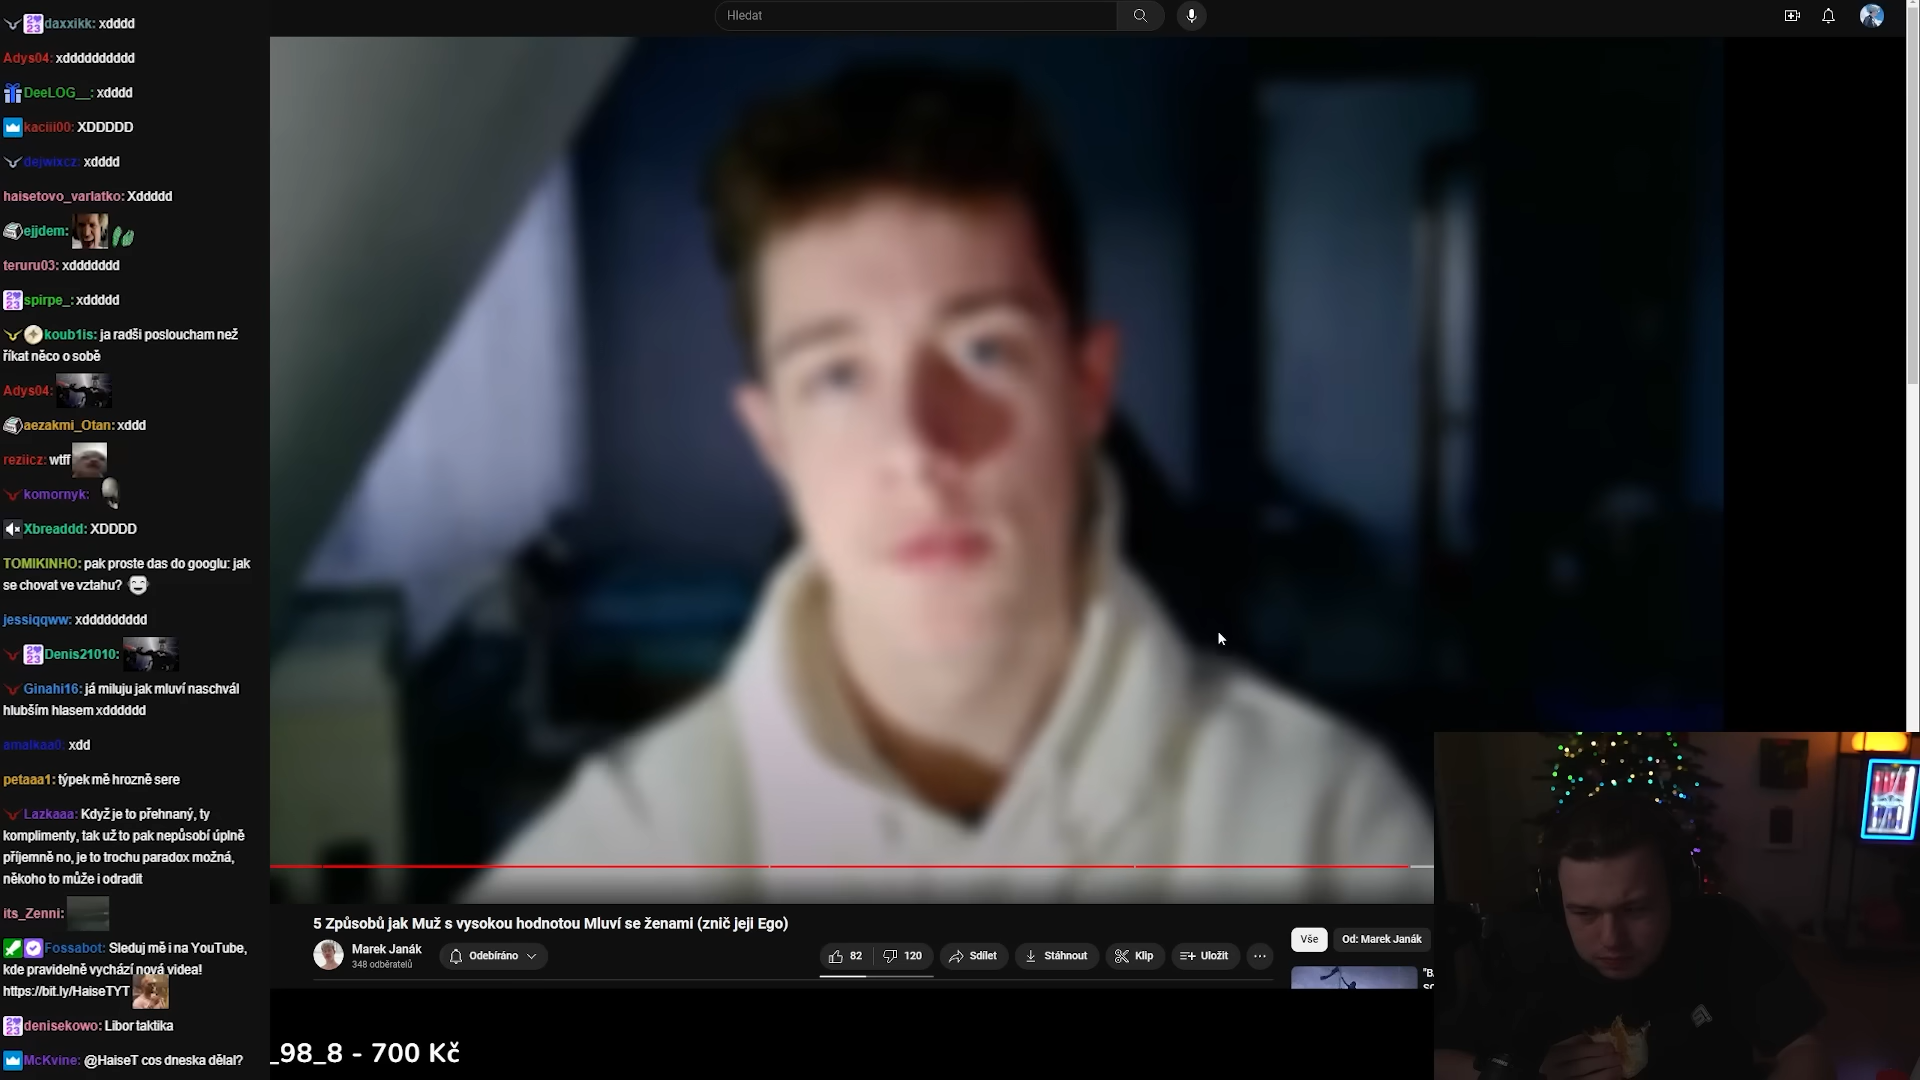 daxxikk: xdddd
Adys04: xdddddddddd
DeeLOG__: xdddd
kaciii00: XDDDDD
dejwixcz: xdddd
haisetovo_varlatko: Xddddd
ejjdem:
teruru03: xddddddd
spirpe_: xddddd
koub1is: ja radši posloucham než
říkat něco o sobě
Adys04:
aezakmi_Otan: xddd
reziicz: wtff
komornyk:
Xbreaddd: XDDDD
TOMIKINHO: pak proste das do googlu: jak
se chovat ve vztahu?
jessiqqww: xddddddddd
Denis21010:
Ginahi16: já miluju jak mluví naschvál
hlubším hlasem xdddddd
amalkaa0: xdd
petaaa1: týpek mě hrozně sere
Lazkaaa: Když je to přehnaný, ty
komplimenty, tak už to pak nepůsobí úplně
příjemně no, je to trochu paradox možná,
někoho to může i odradit
its_Zenni:
Fossabot: Sleduj mě i na YouTube,
kde pravidelně vychází nová videa!
https://bit.ly/HaiseTYT
denisekowo: Libor taktika
McKvine: @HaiseT cos dneska dělal?
Hledat
5 Způsobů jak Muž s vysokou hodnotou Mluví se ženami (znič jeji Ego)
Marek Janák
348 odběratelů
Odebíráno
82
120
Sdílet
Stáhnout
Klip
Uložit
Vše
Od: Marek Janák
_98_8 - 700 Kč